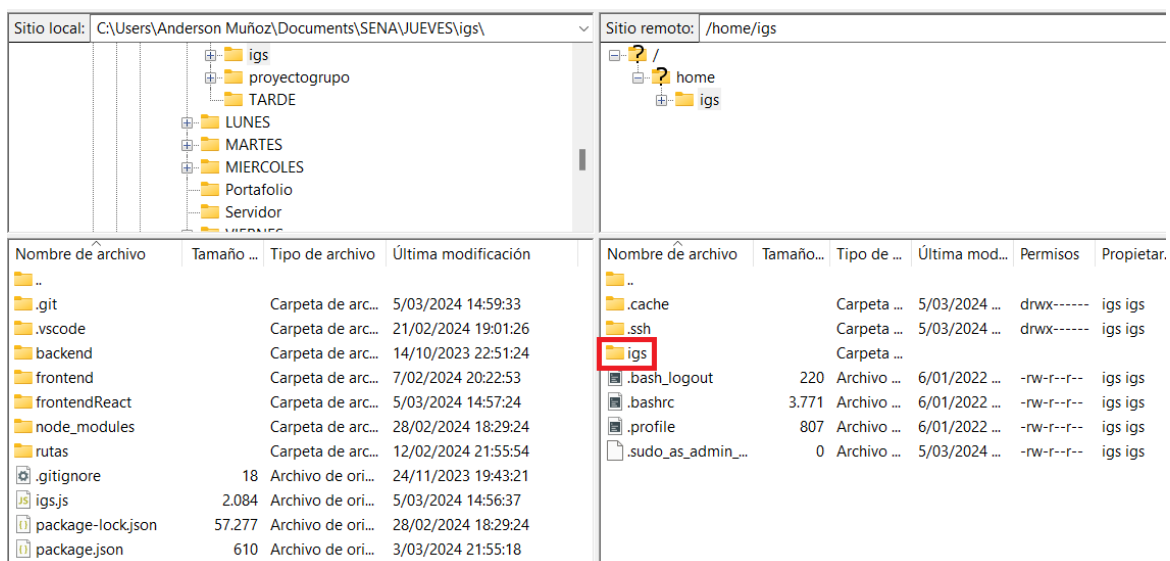 Sitio local: C:\Users\Anderson Muñoz\Documents\SENA\JUEVES\igs\
igs
proyectogrupo
TARDE
LUNES
MARTES
MIERCOLES
Portafolio
Servidor
VIERNES
Sitio remoto: /home/igs
/
home
igs
Nombre de archivo Tamaño ... Tipo de archivo Última modificación
..
.git Carpeta de arc... 5/03/2024 14:59:33
.vscode Carpeta de arc... 21/02/2024 19:01:26
backend Carpeta de arc... 14/10/2023 22:51:24
frontend Carpeta de arc... 7/02/2024 20:22:53
frontendReact Carpeta de arc... 5/03/2024 14:57:24
node_modules Carpeta de arc... 28/02/2024 18:29:24
rutas Carpeta de arc... 12/02/2024 21:55:54
.gitignore 18 Archivo de ori... 24/11/2023 19:43:21
igs.js 2.084 Archivo de ori... 5/03/2024 14:56:37
package-lock.json 57.277 Archivo de ori... 28/02/2024 18:29:24
package.json 610 Archivo de ori... 3/03/2024 21:55:18
Nombre de archivo Tamaño... Tipo de ... Última mod... Permisos Propietar.
..
.cache Carpeta ... 5/03/2024 ... drwx------ igs igs
.ssh Carpeta ... 5/03/2024 ... drwx------ igs igs
igs Carpeta ...
.bash_logout 220 Archivo ... 6/01/2022 ... -rw-r--r-- igs igs
.bashrc 3.771 Archivo ... 6/01/2022 ... -rw-r--r-- igs igs
.profile 807 Archivo ... 6/01/2022 ... -rw-r--r-- igs igs
.sudo_as_admin_... 0 Archivo ... 5/03/2024 ... -rw-r--r-- igs igs